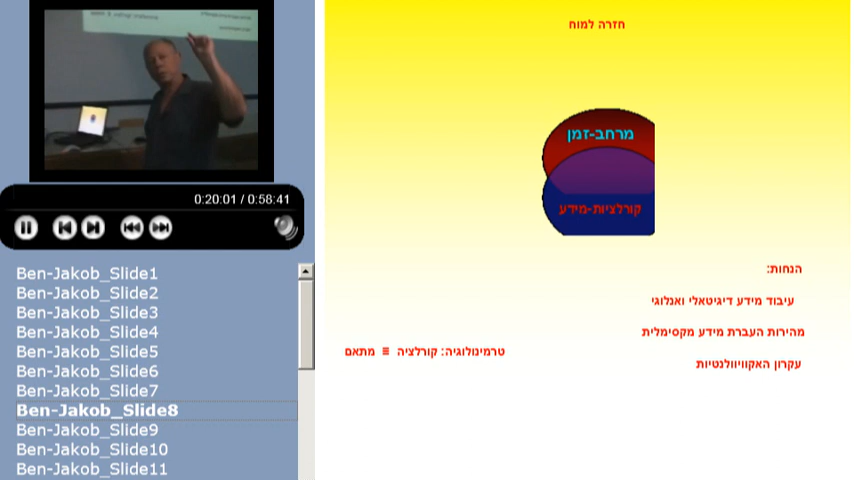 0:20:01 / 0:58:41
Ben-Jakob_Slide1
Ben-Jakob_Slide2
Ben-Jakob_Slide3
Ben-Jakob_Slide4
Ben-Jakob_Slide5
Ben-Jakob_Slide6
Ben-Jakob_Slide7
Ben-Jakob_Slide8
Ben-Jakob_Slide9
Ben-Jakob_Slide10
Ben-Jakob_Slide11
חזרה למוח
מרחב-זמן
קורלציות-מידע
הנחות:
עיבוד מידע דיגיטאלי ואנלוגי
מהירות העברת מידע מקסימלית
טרמינולוגיה: קורלציה ≡ מתאם
עקרון האקוויוולנטיות